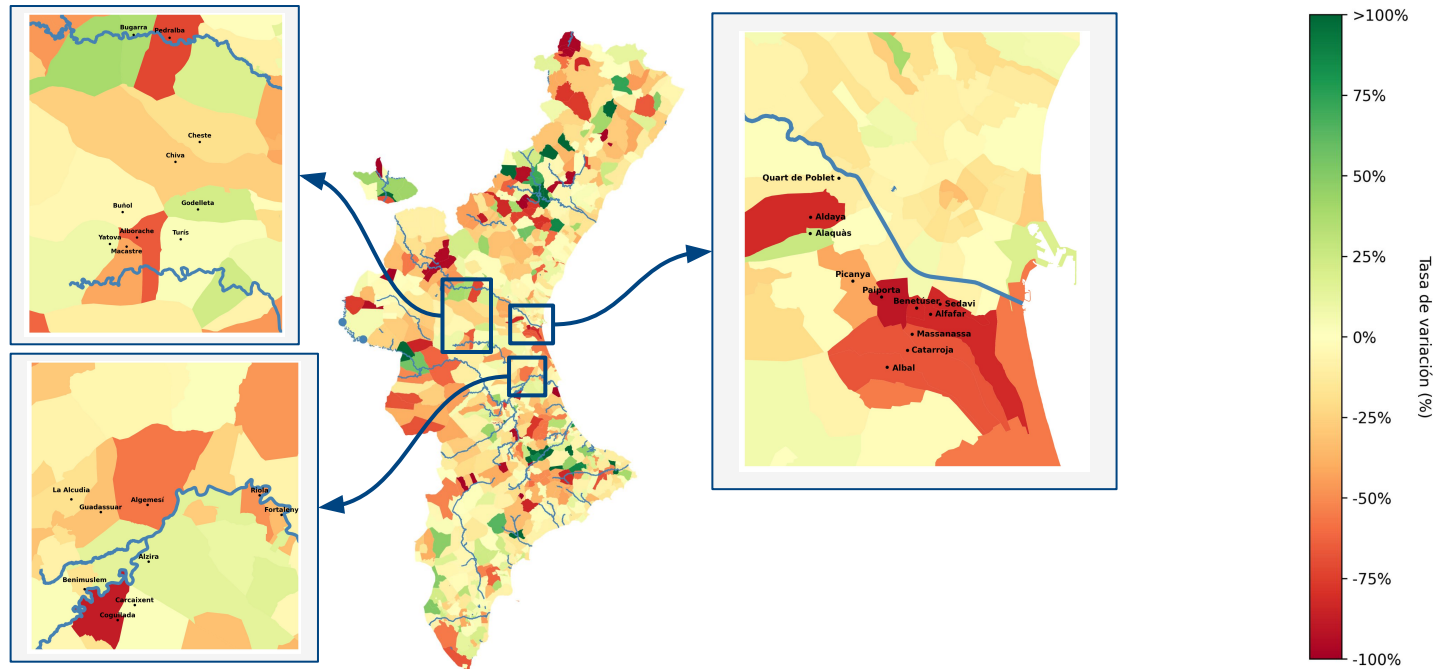 Bugarra
Pedralba
Cheste
Chiva
Buñol
Godelleta
Alborache
Yatova
Turís
Macastre
La Alcudia
Guadassuar
Algemesí
Riola
Fortaleny
Alzira
Benimuslem
Carcaixent
Cogullada
Quart de Poblet
Aldaya
Alaquàs
Picanya
Paiporta
Benetúser
Sedaví
Alfafar
Massanassa
Catarroja
Albal
>100%
75%
50%
25%
0%
-25%
-50%
-75%
-100%
Tasa de variación (%)